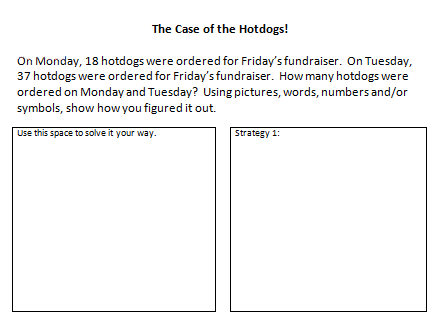 The Case of the Hotdogs!
On Monday, 18 hotdogs were ordered for Friday's fundraiser.  On Tuesday,
37 hotdogs were ordered for Friday's fundraiser.  How many hotdogs were
ordered on Monday and Tuesday?  Using pictures, words, numbers and/or
symbols, show how you figured it out.
Use this space to solve it your way.
Strategy 1: